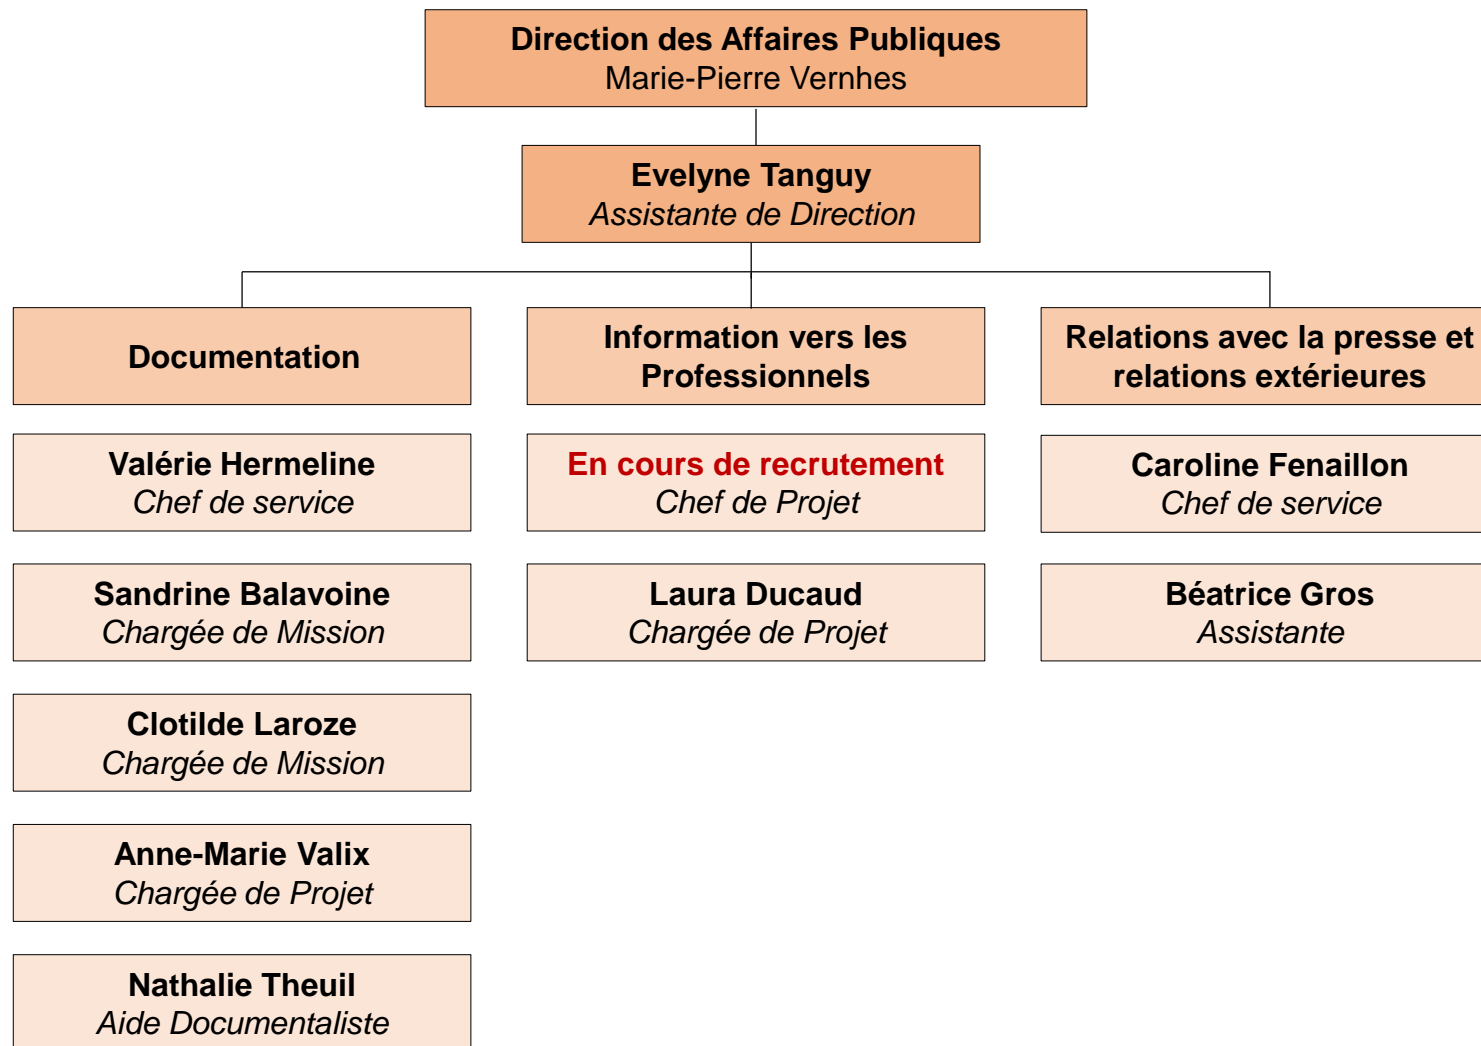 Direction des Affaires Publiques
Marie-Pierre Vernhes
Evelyne Tanguy
Assistante de Direction
Documentation
Information vers les
Professionnels
Relations avec la presse et
relations extérieures
Valérie Hermeline
Chef de service
En cours de recrutement
Chef de Projet
Caroline Fenaillon
Chef de service
Sandrine Balavoine
Chargée de Mission
Laura Ducaud
Chargée de Projet
Béatrice Gros
Assistante
Clotilde Laroze
Chargée de Mission
Anne-Marie Valix
Chargée de Projet
Nathalie Theuil
Aide Documentaliste